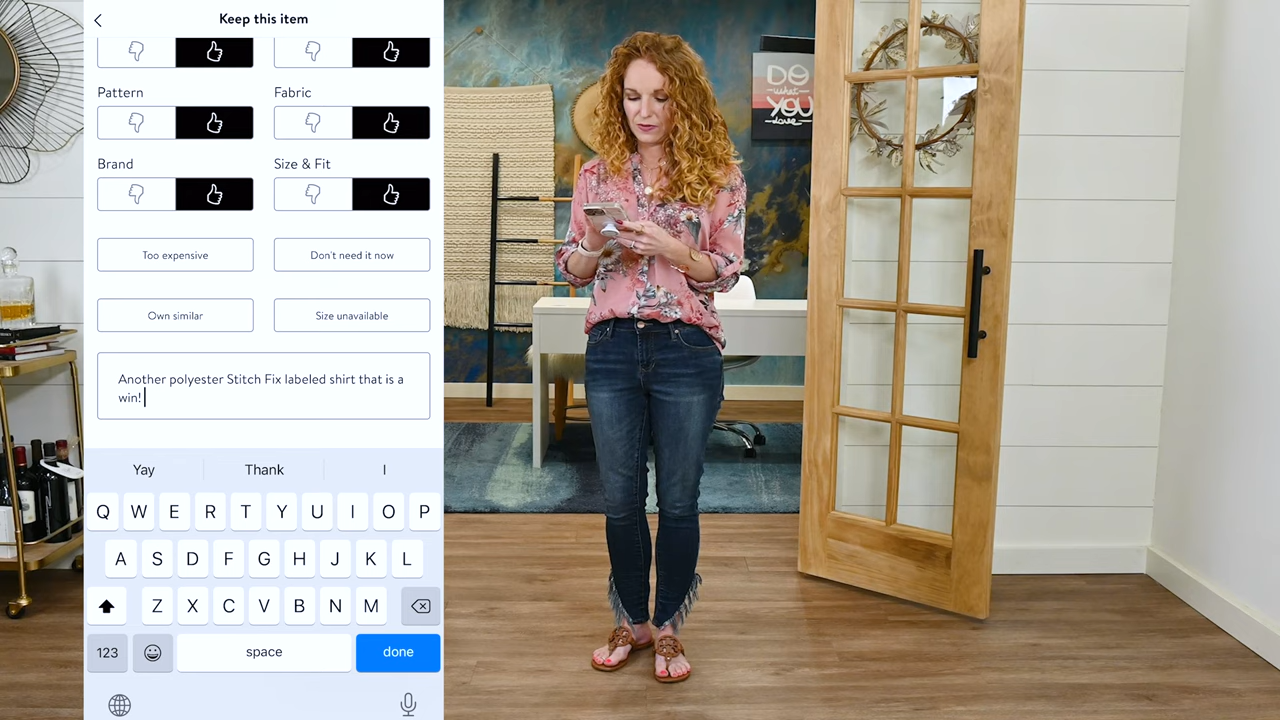 Keep this item
Pattern
Fabric
Brand
Size & Fit
Too expensive
Don't need it now
Own similar
Size unavailable
Another polyester Stitch Fix labeled shirt that is a
win!
Yay
Thank
I
Q W E R T Y U I O P
A S D F G H J K L
Z X C V B N M
123
space
done
DO
what
YOU
Love